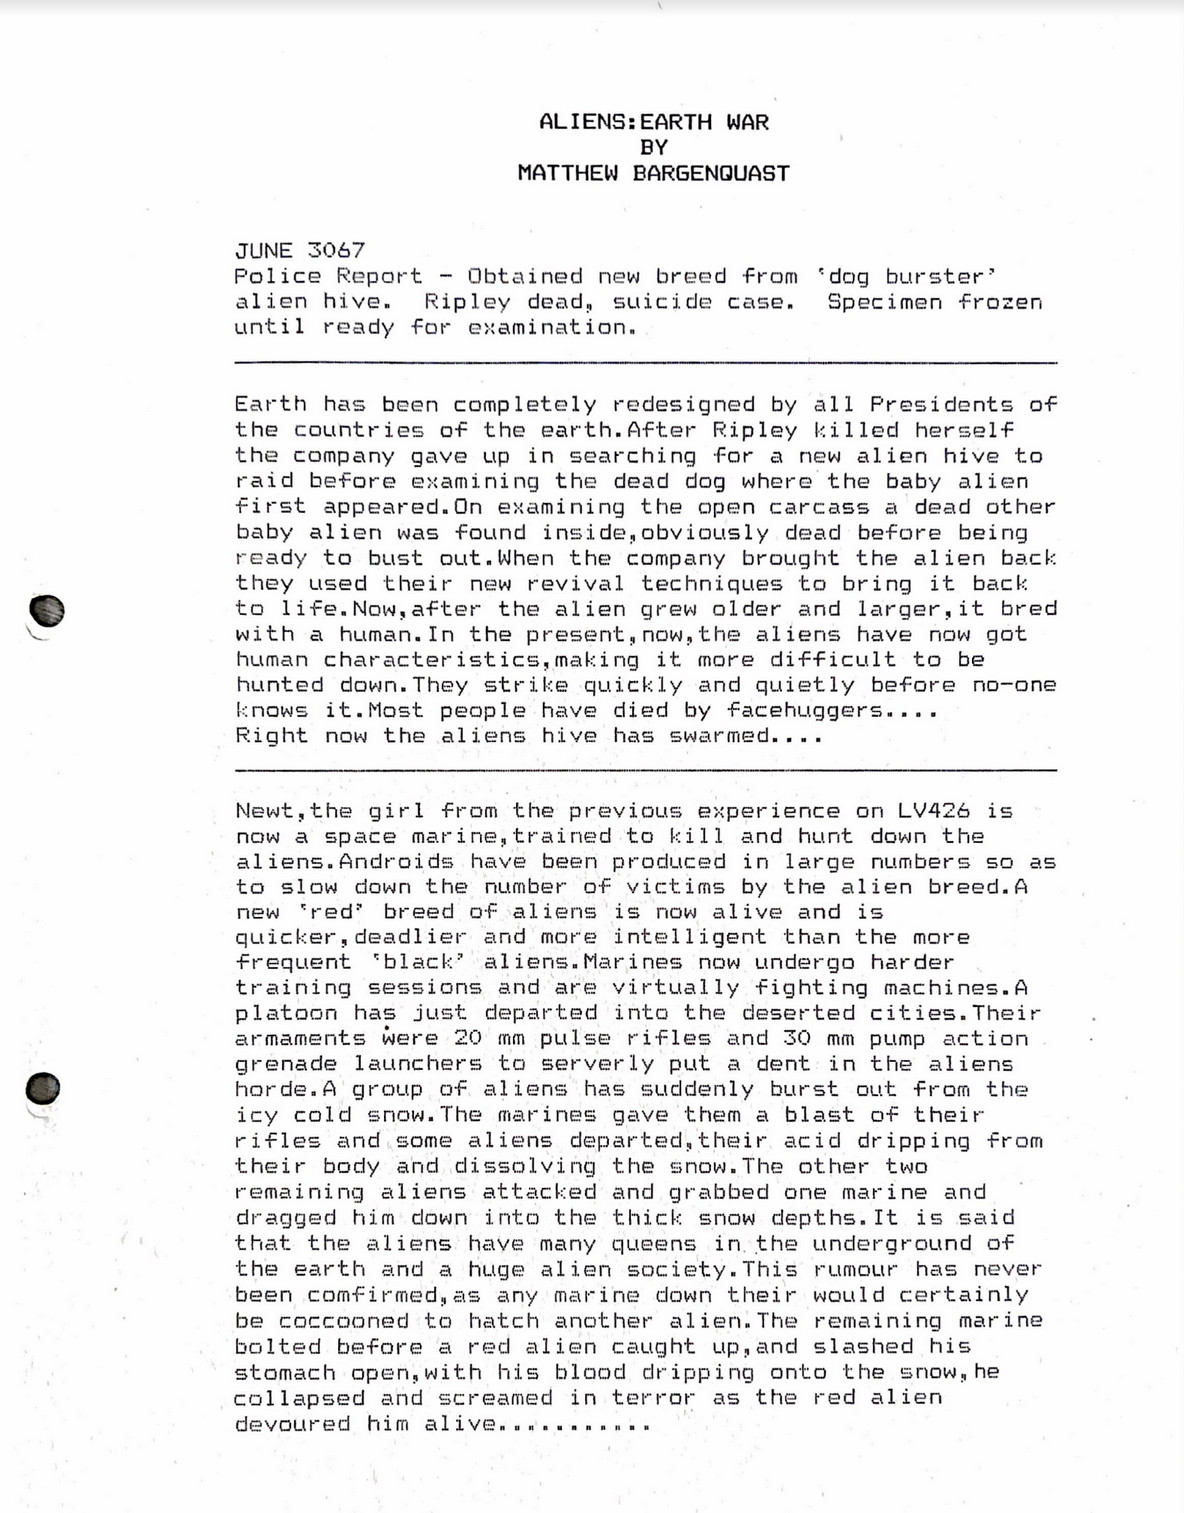 ALIENS:EARTH WAR
BY
MATTHEW BARGENQUAST
JUNE 3067
Police Report - Obtained new breed from 'dog burster'
alien hive. Ripley dead, suicide case. Specimen frozen
until ready for examination.
Earth has been completely redesigned by all Presidents of
the countries of the earth.After Ripley killed herself
the company gave up in searching for a new alien hive to
raid before examining the dead dog where the baby alien
first appeared.On examining the open carcass a dead other
baby alien was found inside,obviously dead before being
ready to bust out.When the company brought the alien back
they used their new revival techniques to bring it back
to life.Now,after the alien grew older and larger,it bred
with a human.In the present,now,the aliens have now got
human characteristics,making it more difficult to be
hunted down.They strike quickly and quietly before no-one
knows it.Most people have died by facehuggers....
Right now the aliens hive has swarmed....
Newt,the girl from the previous experience on LV426 is
now a space marine,trained to kill and hunt down the
aliens.Androids have been produced in large numbers so as
to slow down the number of victims by the alien breed.A
new 'red' breed of aliens is now alive and is
quicker,deadlier and more intelligent than the more
frequent 'black' aliens.Marines now undergo harder
training sessions and are virtually fighting machines.A
platoon has just departed into the deserted cities.Their
armaments were 20 mm pulse rifles and 30 mm pump action
grenade launchers to serverly put a dent in the aliens
horde.A group of aliens has suddenly burst out from the
icy cold snow.The marines gave them a blast of their
rifles and some aliens departed,their acid dripping from
their body and dissolving the snow.The other two
remaining aliens attacked and grabbed one marine and
dragged him down into the thick snow depths.It is said
that the aliens have many queens in the underground of
the earth and a huge alien society.This rumour has never
been comfirmed,as any marine down their would certainly
be coccooned to hatch another alien.The remaining marine
bolted before a red alien caught up,and slashed his
stomach open,with his blood dripping onto the snow,he
collapsed and screamed in terror as the red alien
devoured him alive...........